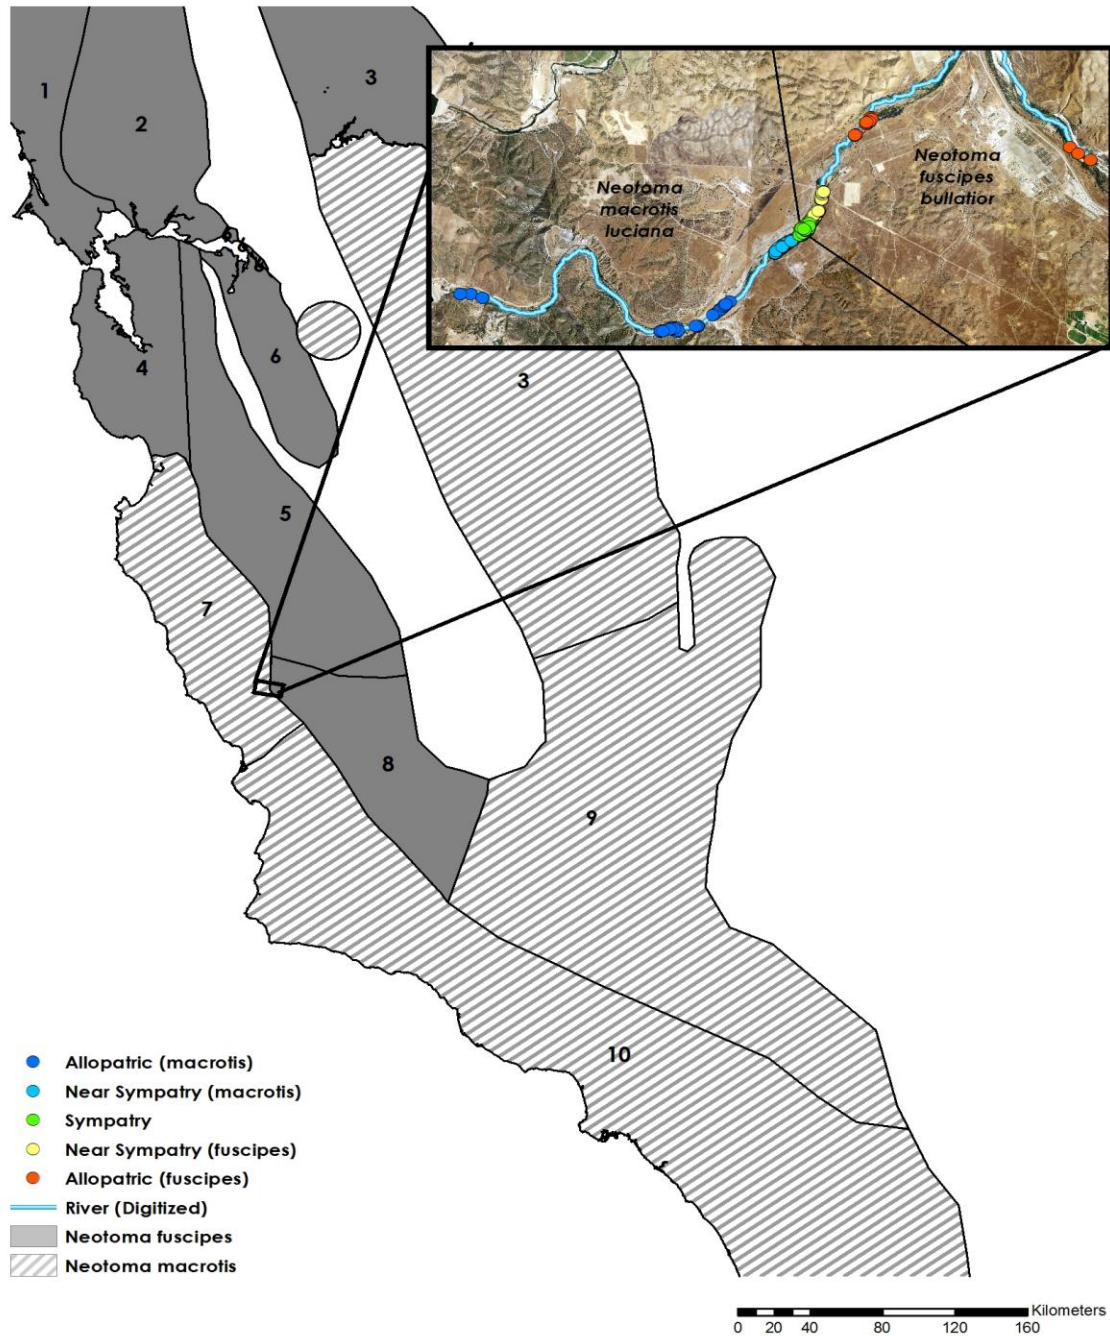 1
2
3
Neotoma
macrotis
luciana
Neotoma
fuscipes
bullatior
4
6
3
5
7
8
9
10
Allopatric (macrotis)
Near Sympatry (macrotis)
Sympatry
Near Sympatry (fuscipes)
Allopatric (fuscipes)
River (Digitized)
Neotoma fuscipes
Neotoma macrotis
Kilometers
0 20 40 80 120 160